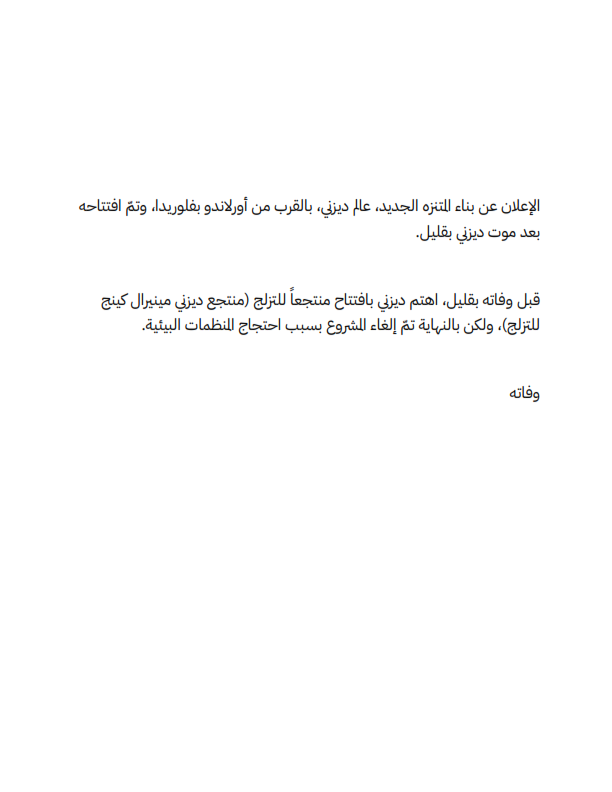 الإعلان عن بناء المتنزه الجديد، عالم ديزني، بالقرب من أورلاندو بفلوريدا، وتمّ افتتاحه
بعد موت ديزني بقليل.
قبل وفاته بقليل، اهتم ديزني بافتتاح منتجعاً للتزلج (منتجع ديزني مينيرال كينج
للتزلج)، ولكن بالنهاية تمّ إلغاء المشروع بسبب احتجاج المنظمات البيئية.
وفاته